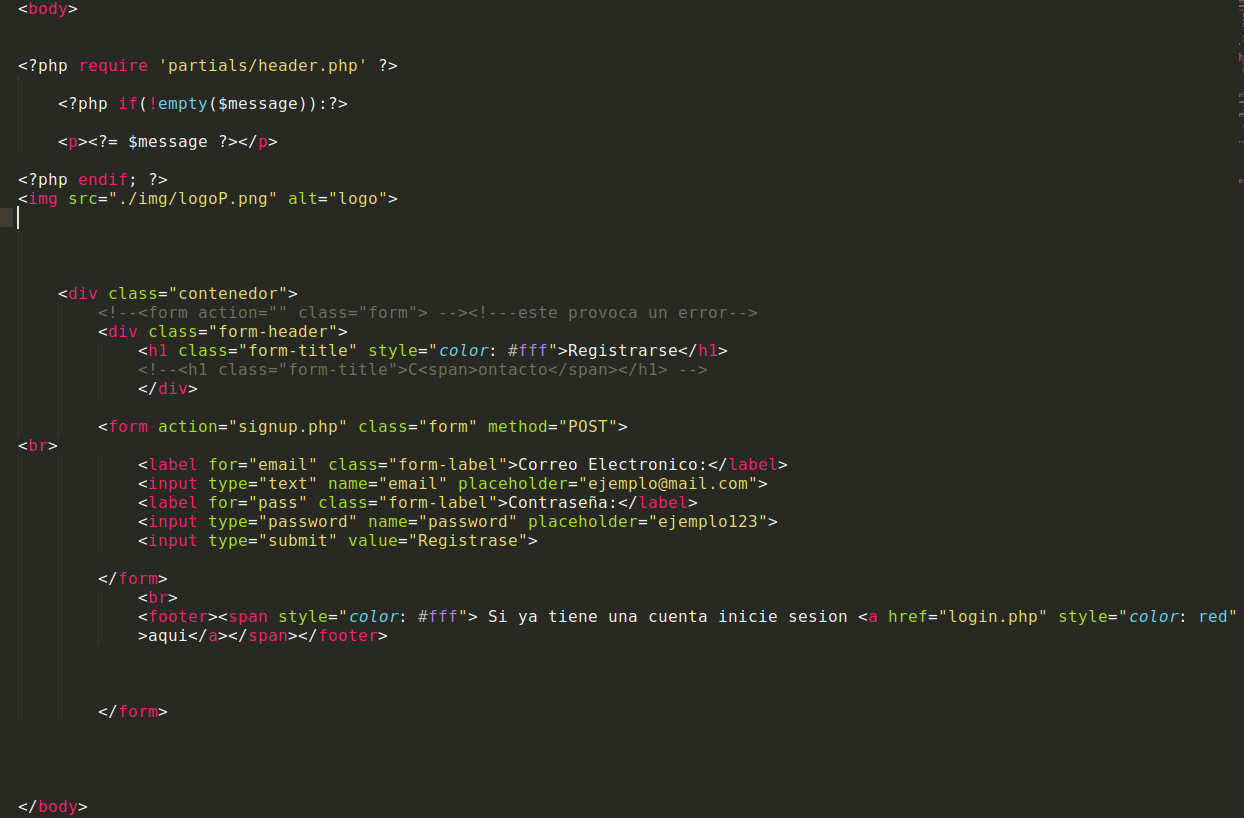 <body>
<?php require 'partials/header.php' ?>
<?php if(!empty($message)):?>
<p><?= $message ?></p>
<?php endif; ?>
<img src="./img/logoP.png" alt="logo">
<div class="contenedor">
<!--<form action="" class="form"> --><!---este provoca un error-->
<div class="form-header">
<h1 class="form-title" style="color: #fff">Registrarse</h1>
<!--<h1 class="form-title">C<span>ontacto</span></h1> -->
</div>
<form action="signup.php" class="form" method="POST">
<br>
<label for="email" class="form-label">Correo Electronico:</label>
<input type="text" name="email" placeholder="ejemplo@mail.com">
<label for="pass" class="form-label">Contraseña:</label>
<input type="password" name="password" placeholder="ejemplo123">
<input type="submit" value="Registrase">
</form>
<br>
<footer><span style="color: #fff"> Si ya tiene una cuenta inicie sesion <a href="login.php" style="color: red"
>aqui</a></span></footer>
</form>
</body>